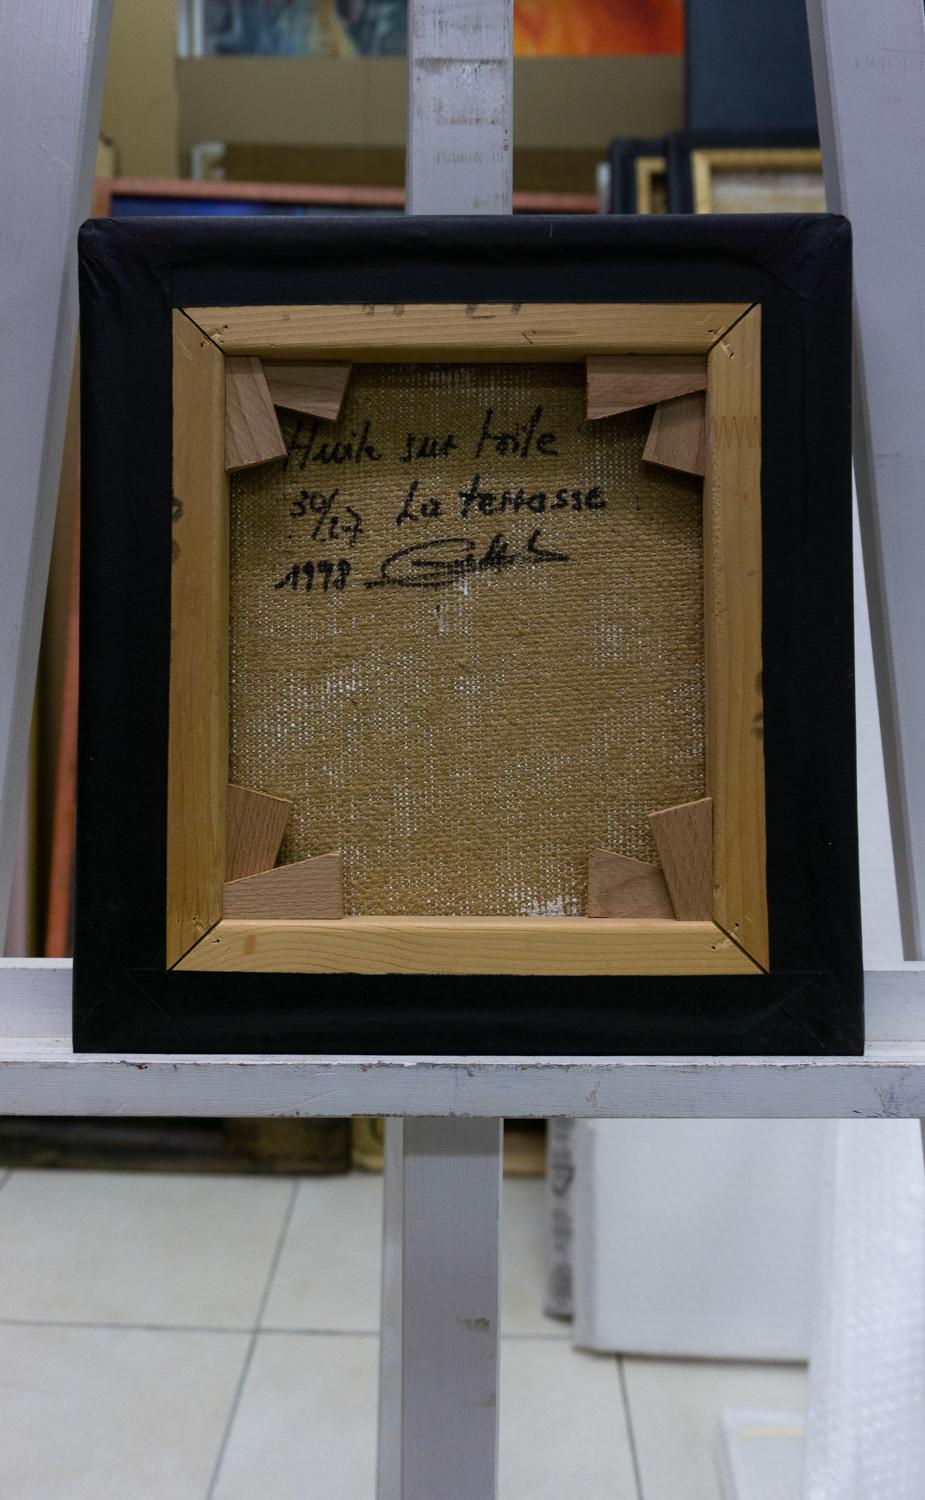 Huile sur toile
30/27 La terrasse
1998